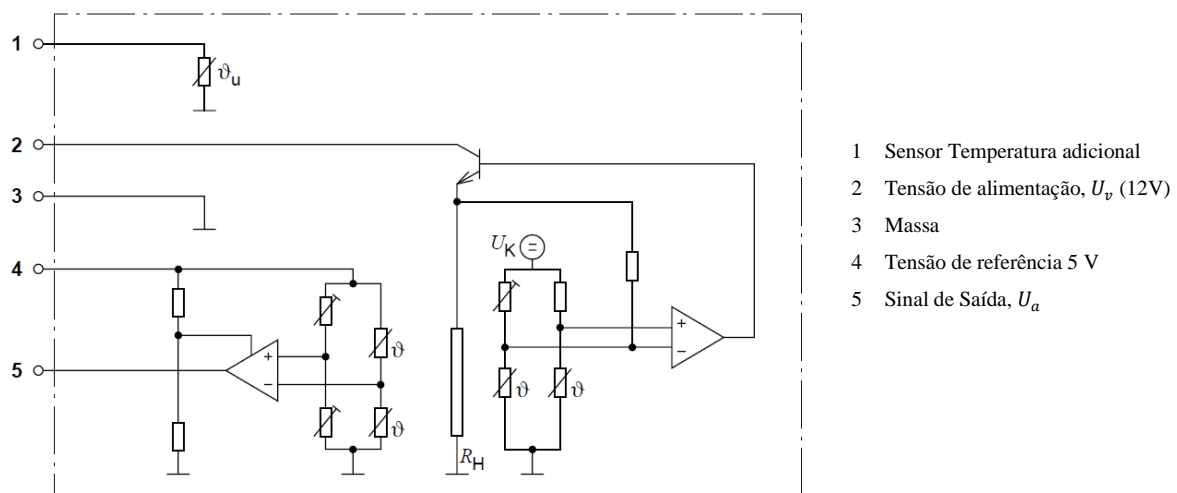 1
ϑu
2
3
4
5
UK
=
+
−
+
−
ϑ
ϑ
ϑ
ϑ
RH
1 Sensor Temperatura adicional
2 Tensão de alimentação, Uv (12V)
3 Massa
4 Tensão de referência 5 V
5 Sinal de Saída, Ua